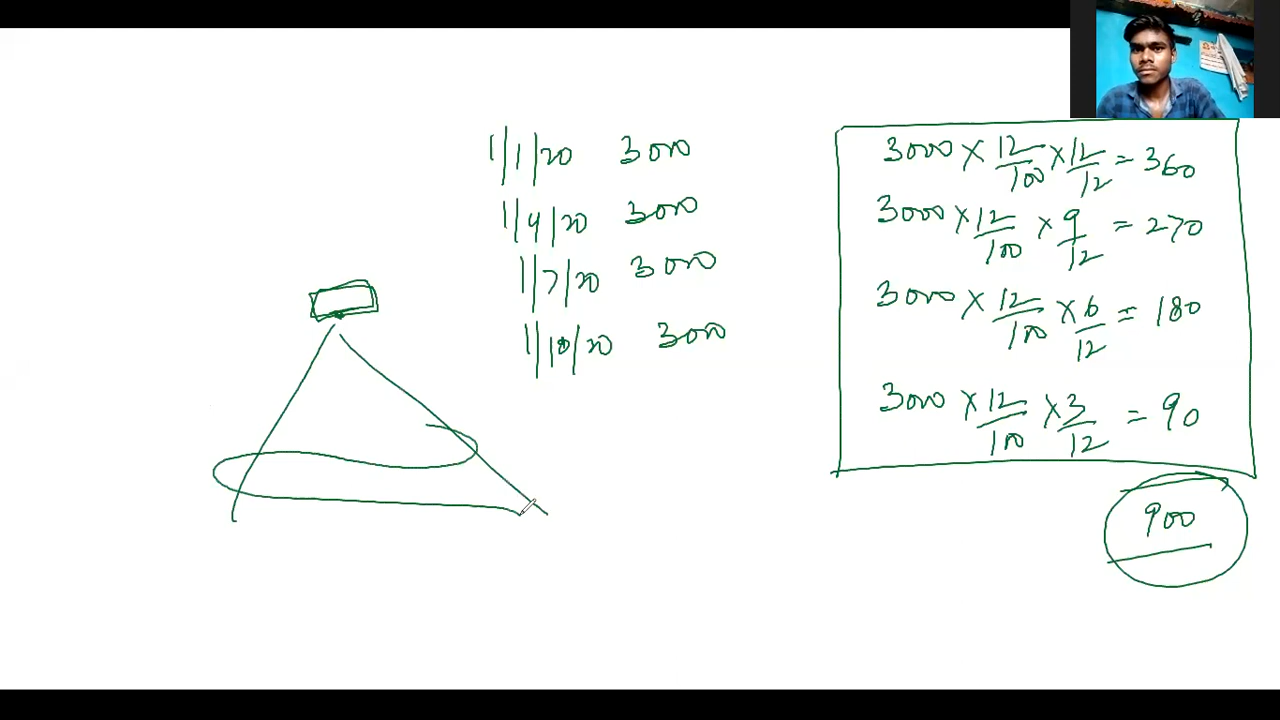 1/1/20 3000
1/4/20 3000
1/7/20 3000
1/10/20 3000
3000 × 12/100 × 12/12 = 360
3000 × 12/100 × 9/12 = 270
3000 × 12/100 × 6/12 = 180
3000 × 12/100 × 3/12 = 90
900